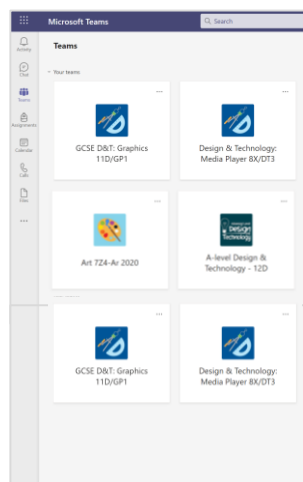 Microsoft Teams
Search
Activity
Chat
Teams
Assignments
Calendar
Calls
Files
Teams
Your teams
GCSE D&T: Graphics
11D/GP1
Design & Technology:
Media Player 8X/DT3
Art 7Z4-Ar 2020
Design
Technology
A-level Design &
Technology - 12D
GCSE D&T: Graphics
11D/GP1
Design & Technology:
Media Player 8X/DT3